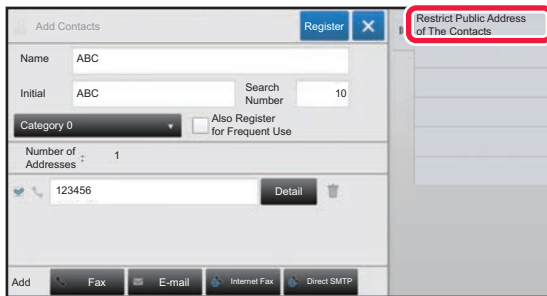 Add Contacts
Register
Restrict Public Address
of The Contacts
Name
ABC
Initial
ABC
Search
Number
10
Category 0
Also Register
for Frequent Use
Number of
Addresses
:
1
123456
Detail
Add
Fax
E-mail
Internet Fax
Direct SMTP